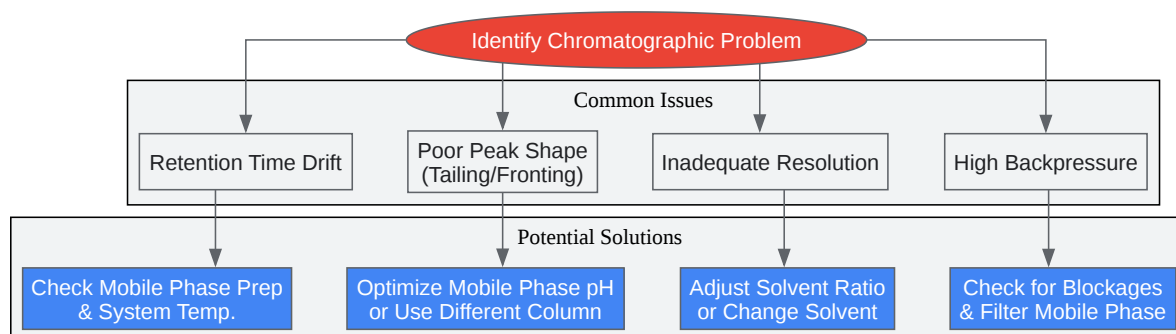 Identify Chromatographic Problem
Common Issues
Retention Time Drift
Poor Peak Shape
(Tailing/Fronting)
Inadequate Resolution
High Backpressure
Potential Solutions
Check Mobile Phase Prep
& System Temp.
Optimize Mobile Phase pH
or Use Different Column
Adjust Solvent Ratio
or Change Solvent
Check for Blockages
& Filter Mobile Phase